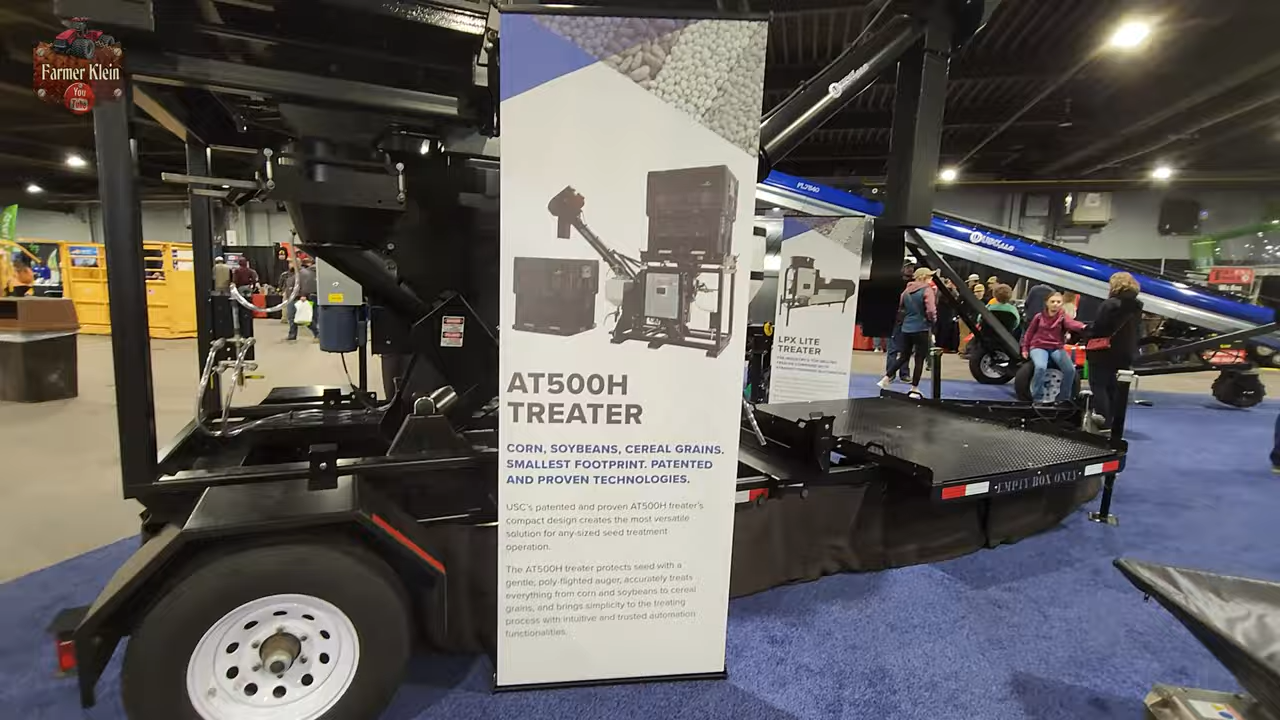 Farmer Klein
You
Tube
AT500H
TREATER
CORN, SOYBEANS, CEREAL GRAINS.
SMALLEST FOOTPRINT. PATENTED
AND PROVEN TECHNOLOGIES.
USC's patented and proven AT500H treater's
compact design creates the most versatile
solution for any-sized seed treatment
operation.
The AT500H treater protects seed with a
gentle, poly-flighted auger, accurately treats
everything from corn and soybeans to cereal
grains, and brings simplicity to the treating
process with intuitive and trusted automation
functionalities.
LPX LITE
TREATER
EMPTY BOX ONLY